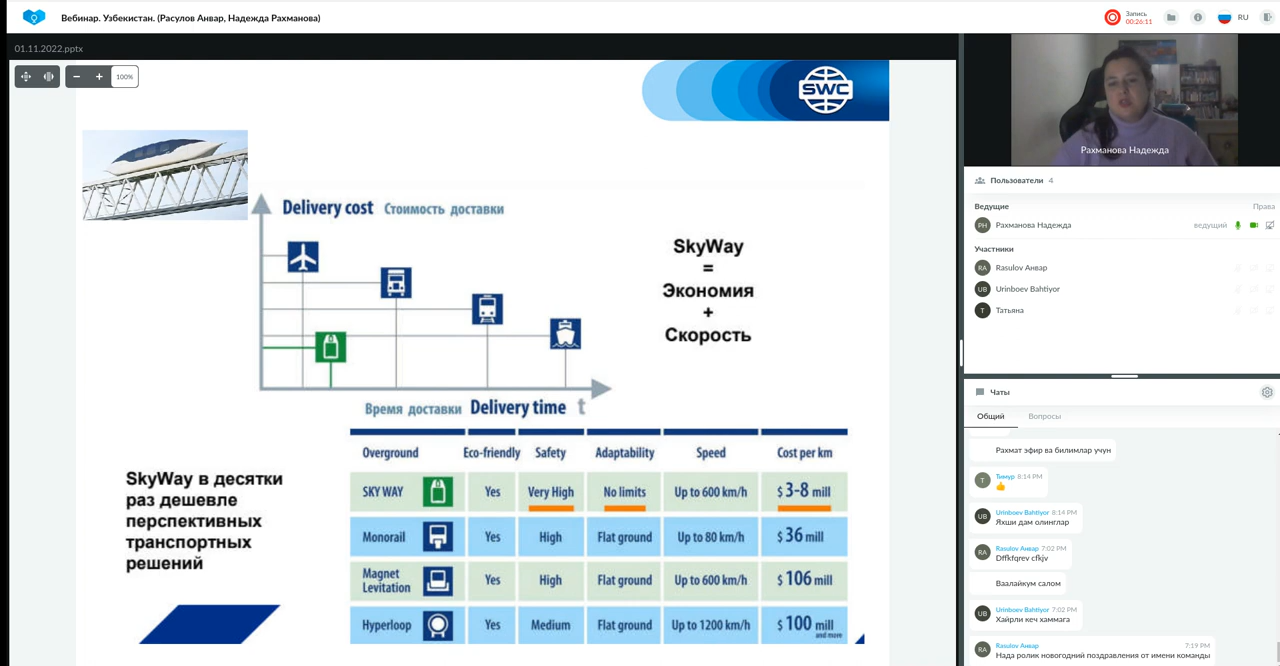 Вебинар. Узбекистан. (Расулов Анвар, Надежда Рахманова)
Запись
00:26:11
RU
01.11.2022.pptx
100%
SWC
Delivery cost Стоимость доставки
SkyWay
=
Экономия
+
Скорость
Время доставки Delivery time t
SkyWay в десятки
раз дешевле
перспективных
транспортных
решений
Overground Eco-friendly Safety Adaptability Speed Cost per km
SKY WAY Yes Very High No limits Up to 600 km/h $ 3-8 mill
Monorail Yes High Flat ground Up to 80 km/h $ 36 mill
Magnet
Levitation Yes High Flat ground Up to 600 km/h $ 106 mill
Hyperloop Yes Medium Flat ground Up to 1200 km/h $ 100 mill
and more
Рахманова Надежда
Пользователи 4
Ведущие Права
РН Рахманова Надежда ведущий
Участники
RA Rasulov Анвар
UB Urinboev Bahtiyor
Т Татьяна
Чаты
Общий Вопросы
Рахмат эфир ва билимлар учун
Т Тимур 8:14 PM
👍
UB Urinboev Bahtiyor 8:14 PM
Яхши дам олинглар
RA Rasulov Анвар 7:02 PM
Dffkfqrev cfkjv
Ваалайкум салом
UB Urinboev Bahtiyor 7:02 PM
Хайрли кеч хаммага
RA Rasulov Анвар 7:19 PM
Нада ролик новогодний поздравления от имени команды